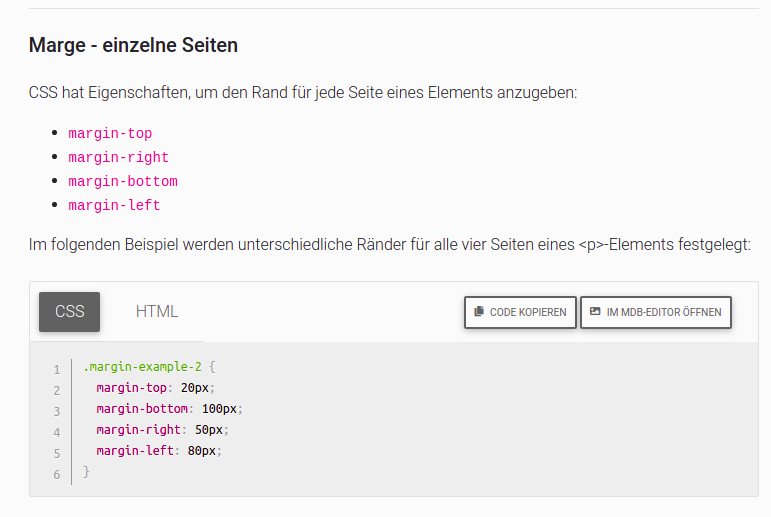 Marge - einzelne Seiten
CSS hat Eigenschaften, um den Rand für jede Seite eines Elements anzugeben:
margin-top
margin-right
margin-bottom
margin-left
Im folgenden Beispiel werden unterschiedliche Ränder für alle vier Seiten eines <p>-Elements festgelegt:
CSS HTML CODE KOPIEREN IM MDB-EDITOR ÖFFNEN
1 .margin-example-2 {
2 margin-top: 20px;
3 margin-bottom: 100px;
4 margin-right: 50px;
5 margin-left: 80px;
6 }